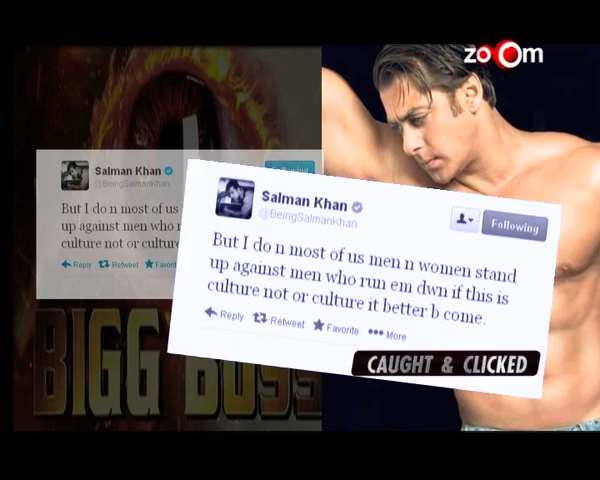 zoom
Salman Khan
@BeingSalmanKhan
Following
But I do n most of us
up against men who r
culture not or culture
Reply Retweet Favorit
Salman Khan
@BeingSalmanKhan
Following
But I do n most of us men n women stand
up against men who run em dwn if this is
culture not or culture it better b come.
Reply Retweet Favorite More
CAUGHT & CLICKED
BIGG BOSS